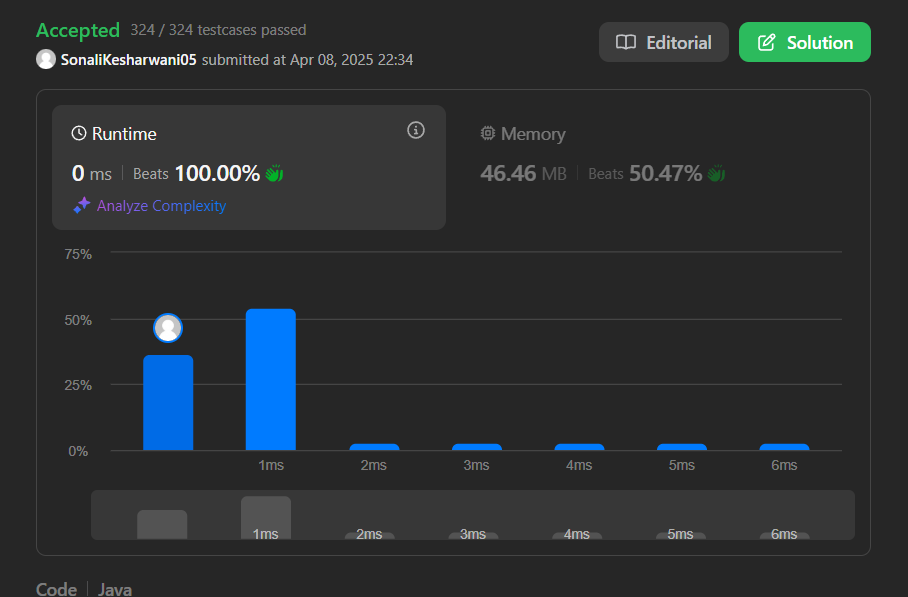 Accepted 324 / 324 testcases passed
Editorial
Solution
SonaliKesharwani05 submitted at Apr 08, 2025 22:34
Runtime
0 ms | Beats 100.00%
Analyze Complexity
Memory
46.46 MB | Beats 50.47%
75%
50%
25%
0%
1ms 2ms 3ms 4ms 5ms 6ms
1ms 2ms 3ms 4ms 5ms 6ms
Code | Java